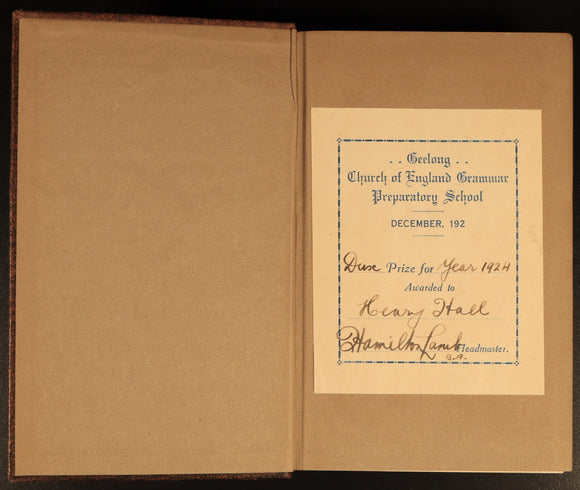 . . Geelong . .
Church of England Grammar
Preparatory School
DECEMBER, 192
Dux Prize for Year 1924
Awarded to
Henry Hall
G Hamilton Lamb Headmaster.
B.A.